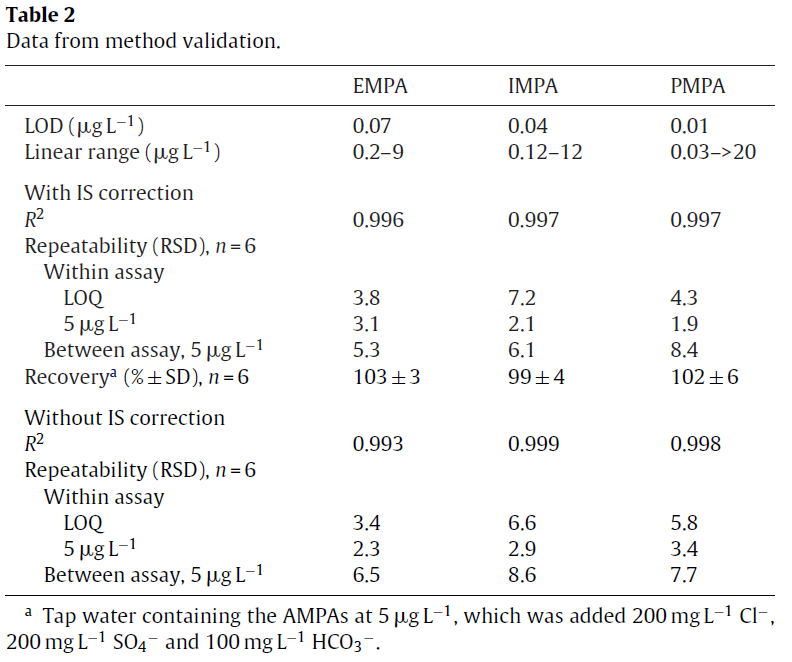 Table 2
Data from method validation.
EMPA IMPA PMPA
LOD (μg L⁻¹) 0.07 0.04 0.01
Linear range (μg L⁻¹) 0.2–9 0.12–12 0.03–>20
With IS correction
R² 0.996 0.997 0.997
Repeatability (RSD), n = 6
Within assay
LOQ 3.8 7.2 4.3
5 μg L⁻¹ 3.1 2.1 1.9
Between assay, 5 μg L⁻¹ 5.3 6.1 8.4
Recoveryᵃ (% ± SD), n = 6 103 ± 3 99 ± 4 102 ± 6
Without IS correction
R² 0.993 0.999 0.998
Repeatability (RSD), n = 6
Within assay
LOQ 3.4 6.6 5.8
5 μg L⁻¹ 2.3 2.9 3.4
Between assay, 5 μg L⁻¹ 6.5 8.6 7.7
ᵃ Tap water containing the AMPAs at 5 μg L⁻¹, which was added 200 mg L⁻¹ Cl⁻,
200 mg L⁻¹ SO₄⁻ and 100 mg L⁻¹ HCO₃⁻.